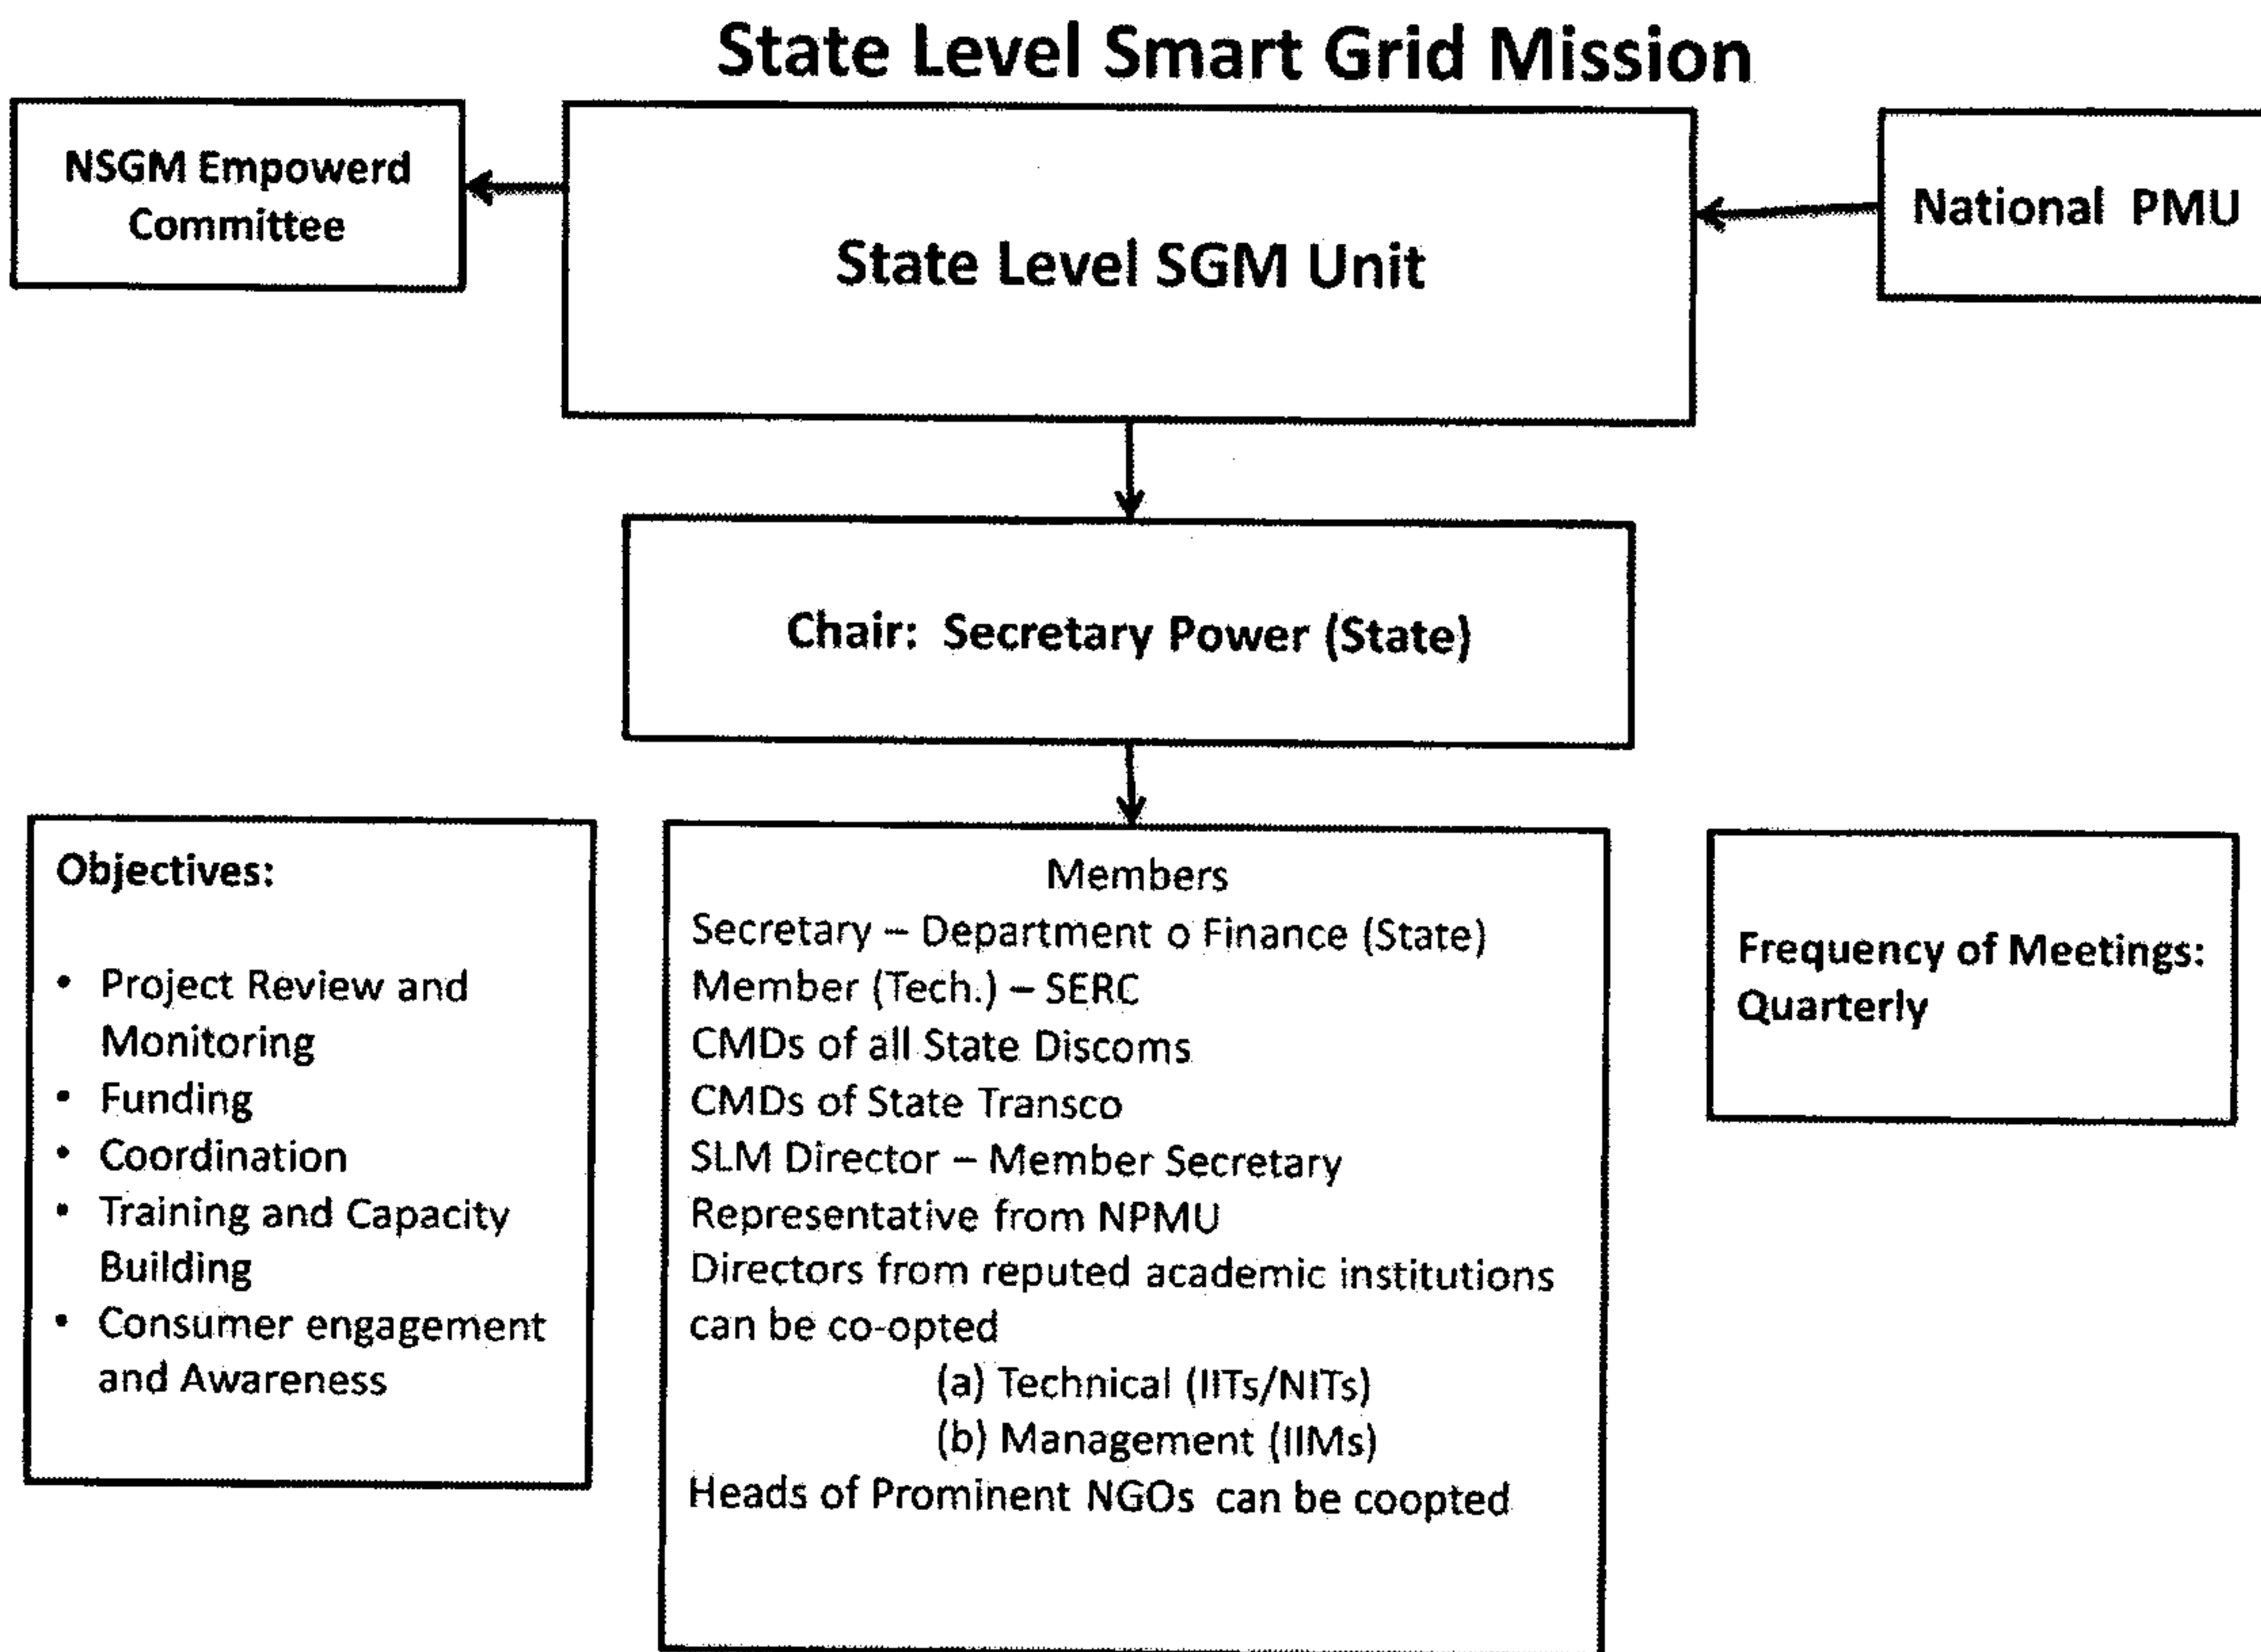 State Level Smart Grid Mission
NSGM Empowerd
Committee
State Level SGM Unit
National PMU
Chair: Secretary Power (State)
Objectives:
• Project Review and
Monitoring
• Funding
• Coordination
• Training and Capacity
Building
• Consumer engagement
and Awareness
Members
Secretary – Department o Finance (State)
Member (Tech.) – SERC
CMDs of all State Discoms
CMDs of State Transco
SLM Director – Member Secretary
Representative from NPMU
Directors from reputed academic institutions
can be co-opted
(a) Technical (IITs/NITs)
(b) Management (IIMs)
Heads of Prominent NGOs can be coopted
Frequency of Meetings:
Quarterly